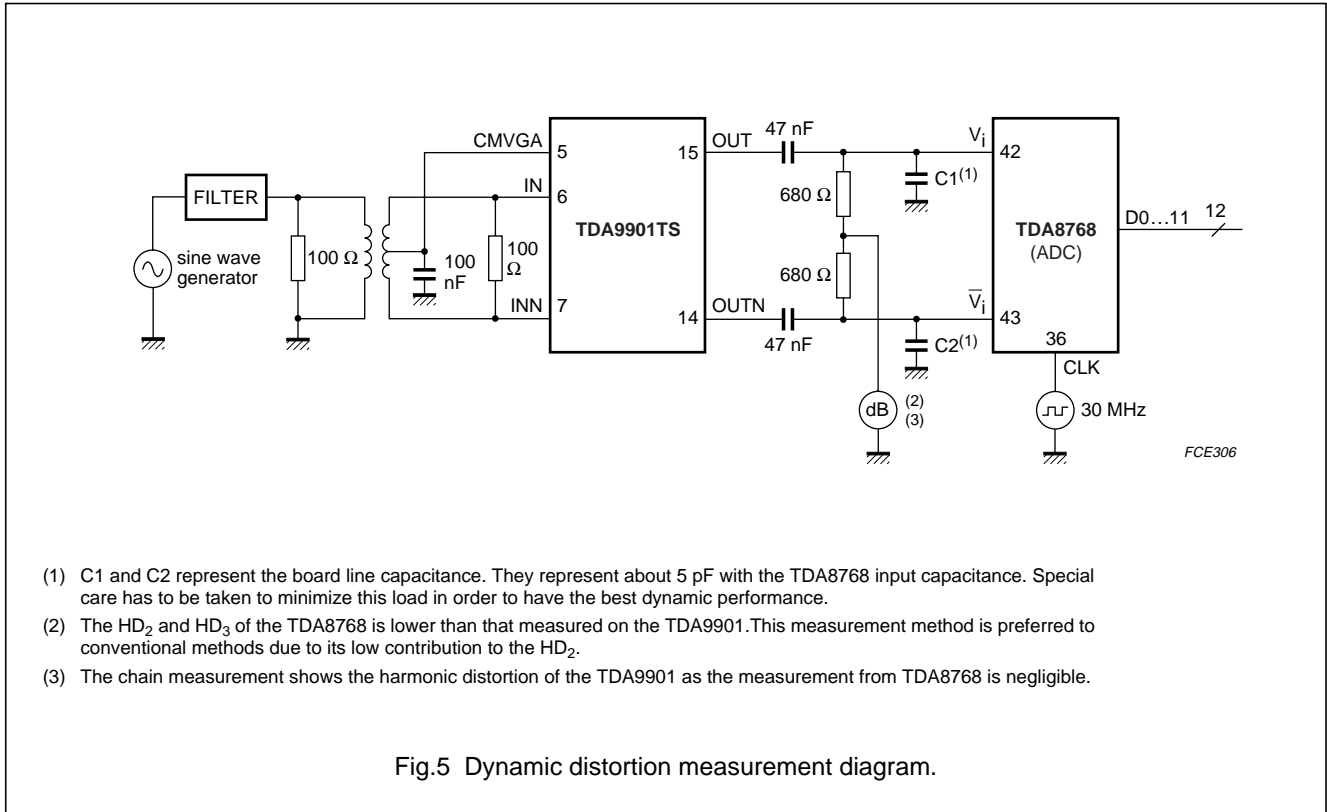 CMVGA
5
IN
6
FILTER
sine wave
generator
100 Ω
100
nF
100
Ω
INN
7
TDA9901TS
15
OUT
47 nF
14
OUTN
47 nF
680 Ω
680 Ω
C1(1)
C2(1)
Vi
42
TDA8768
(ADC)
V̅i
43
36
CLK
D0...11 12
dB
(2)
(3)
30 MHz
FCE306
(1) C1 and C2 represent the board line capacitance. They represent about 5 pF with the TDA8768 input capacitance. Special
care has to be taken to minimize this load in order to have the best dynamic performance.
(2) The HD2 and HD3 of the TDA8768 is lower than that measured on the TDA9901.This measurement method is preferred to
conventional methods due to its low contribution to the HD2.
(3) The chain measurement shows the harmonic distortion of the TDA9901 as the measurement from TDA8768 is negligible.
Fig.5 Dynamic distortion measurement diagram.